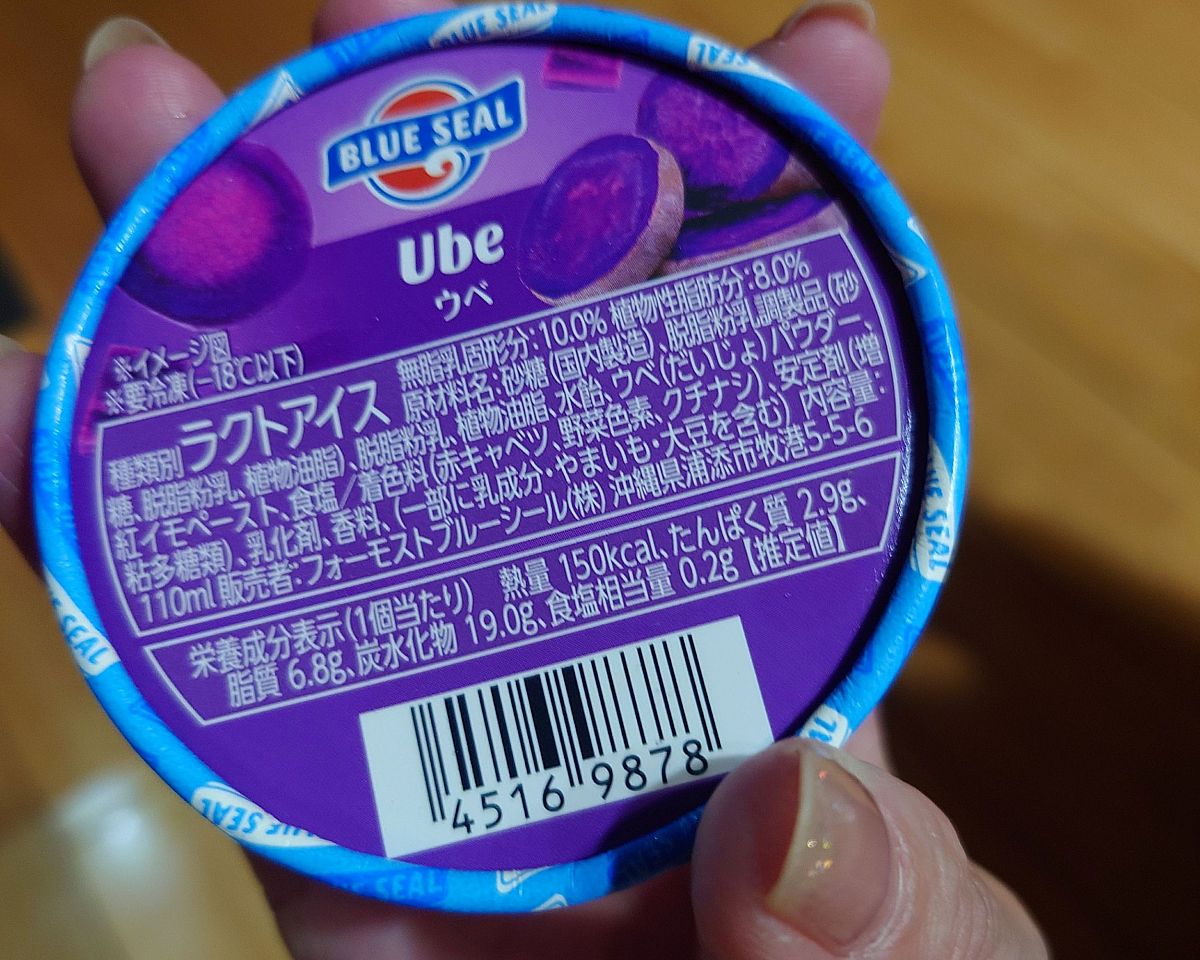 BLUE SEAL
BLUE SEAL
Ube
ウベ
※イメージ図
※要冷凍(−18℃以下)
種類別 ラクトアイス 無脂乳固形分:10.0% 植物性脂肪分:8.0%
原材料名:砂糖(国内製造)、脱脂粉乳調製品(砂
糖、脱脂粉乳、植物油脂)、脱脂粉乳、植物油脂、水飴、ウベ(だいじょ)パウダー、
紅イモペースト、食塩/着色料(赤キャベツ、野菜色素、クチナシ)、安定剤(増
粘多糖類)、乳化剤、香料、(一部に乳成分・やまいも・大豆を含む) 内容量:
110ml 販売者:フォーモストブルーシール(株) 沖縄県浦添市牧港5-5-6
栄養成分表示(1個当たり) 熱量 150kcal、たんぱく質 2.9g、
脂質 6.8g、炭水化物 19.0g、食塩相当量 0.2g【推定値】
4516 9878
BLUE SEAL
BLUE SEAL